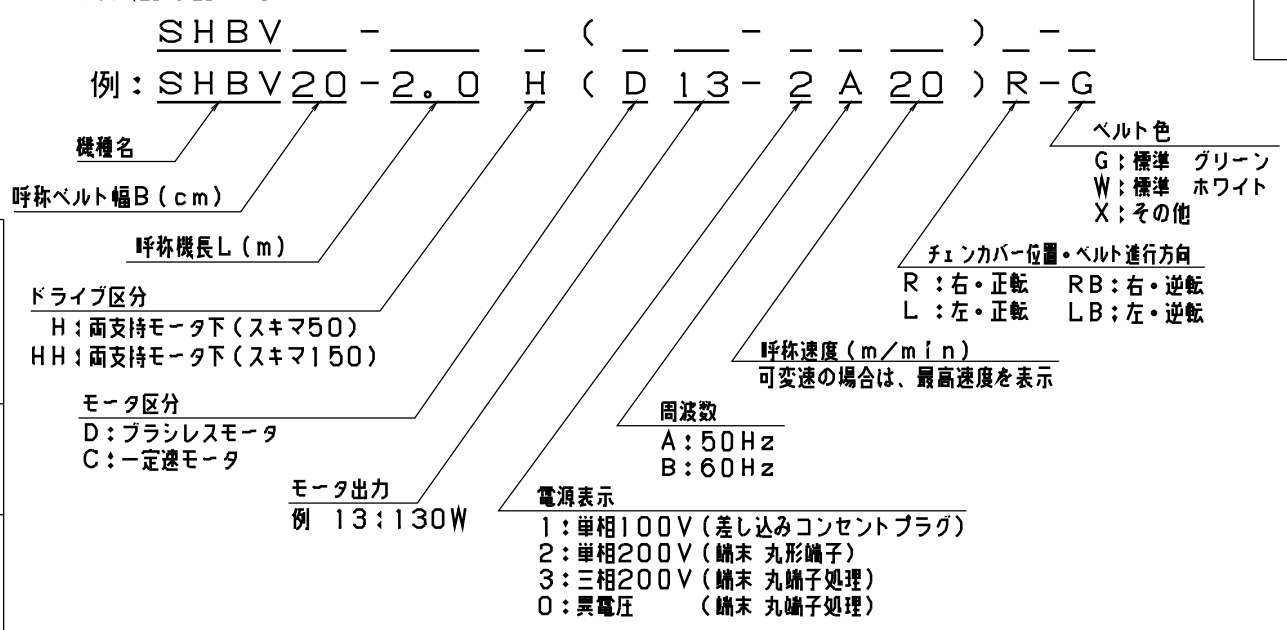 SHBV＿＿-＿＿＿ ＿ ( ＿ ＿＿-＿ ＿ ＿＿ )＿-＿
例：SHBV20-2.0 H ( D 13-2 A 20 ) R-G
機種名
呼称ベルト幅B(cm)
呼称機長L(m)
ドライブ区分
H：両支持モータ下(スキマ50)
HH：両支持モータ下(スキマ150)
モータ区分
D：ブラシレスモータ
C：一定速モータ
モータ出力
例 13：130W
電源表示
1：単相100V(差し込みコンセントプラグ)
2：単相200V(端末 丸形端子)
3：三相200V(端末 丸端子処理)
0：異電圧 (端末 丸端子処理)
周波数
A：50Hz
B：60Hz
呼称速度(m/min)
可変速の場合は、最高速度を表示
チェンカバー位置・ベルト進行方向
R：右・正転 RB：右・逆転
L：左・正転 LB：左・逆転
ベルト色
G：標準 グリーン
W：標準 ホワイト
X：その他